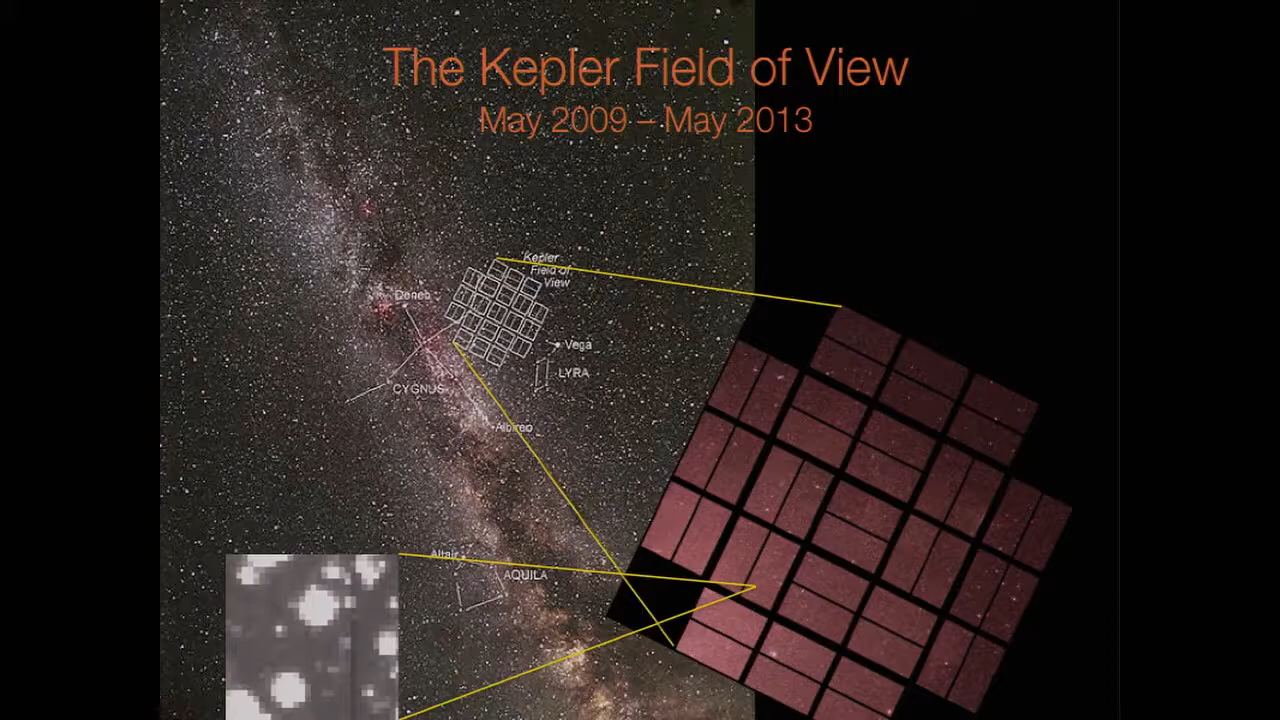 The Kepler Field of View
May 2009 – May 2013
Kepler
Field of
View
Deneb
Vega
LYRA
CYGNUS
Albireo
Altair
AQUILA